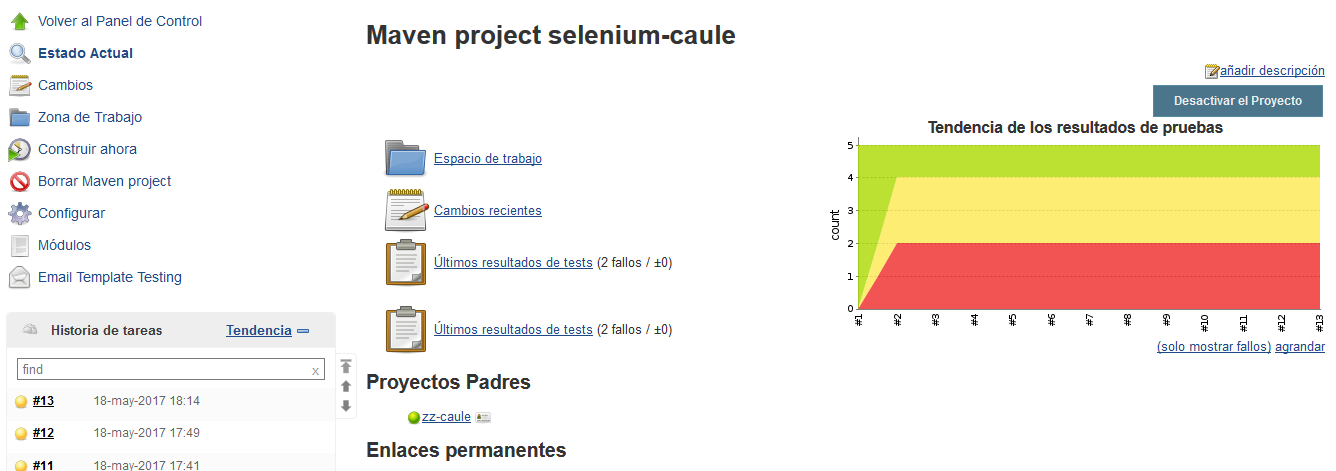 Volver al Panel de Control
Estado Actual
Cambios
Zona de Trabajo
Construir ahora
Borrar Maven project
Configurar
Módulos
Email Template Testing
Historia de tareas
Tendencia
find
x
#13 18-may-2017 18:14
#12 18-may-2017 17:49
#11 18-may-2017 17:41
Maven project selenium-caule
añadir descripción
Desactivar el Proyecto
Espacio de trabajo
Cambios recientes
Últimos resultados de tests (2 fallos / ±0)
Últimos resultados de tests (2 fallos / ±0)
Tendencia de los resultados de pruebas
count
5
4
3
2
1
0
#1 #2 #3 #4 #5 #6 #7 #8 #9 #10 #11 #12 #13
(solo mostrar fallos) agrandar
Proyectos Padres
zz-caule
Enlaces permanentes